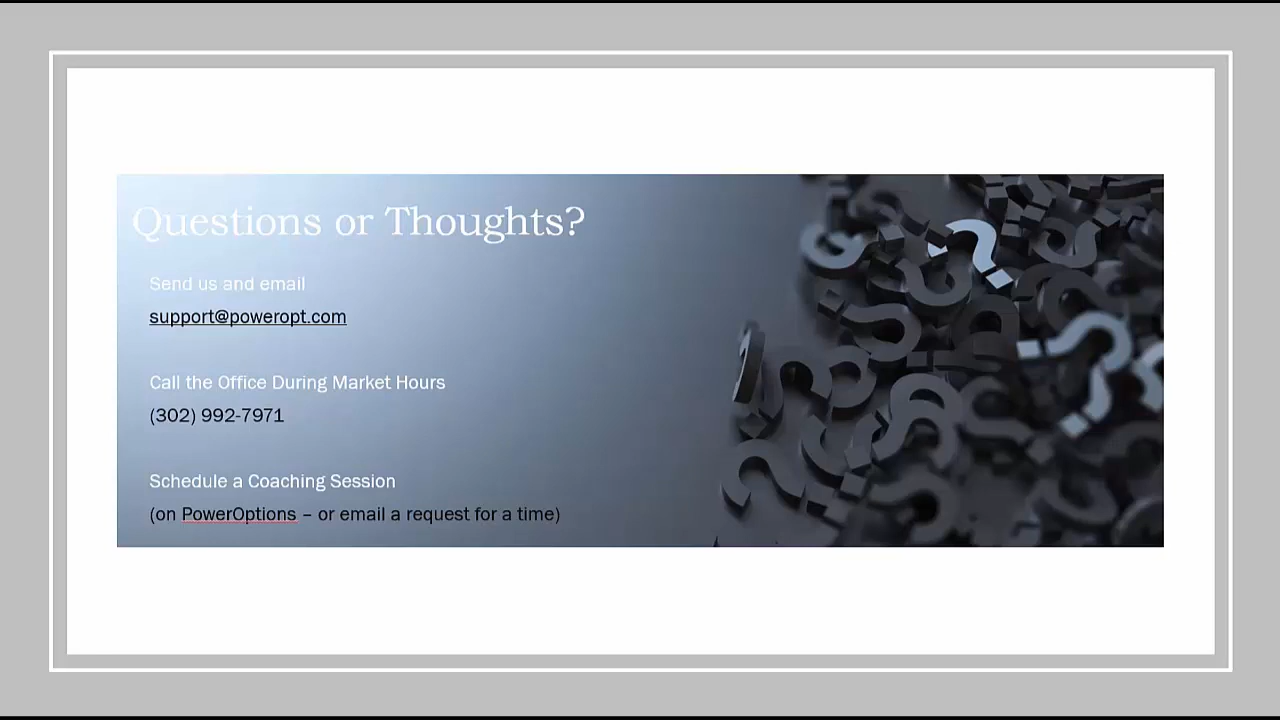 Questions or Thoughts?
Send us and email
support@poweropt.com
Call the Office During Market Hours
(302) 992-7971
Schedule a Coaching Session
(on PowerOptions – or email a request for a time)